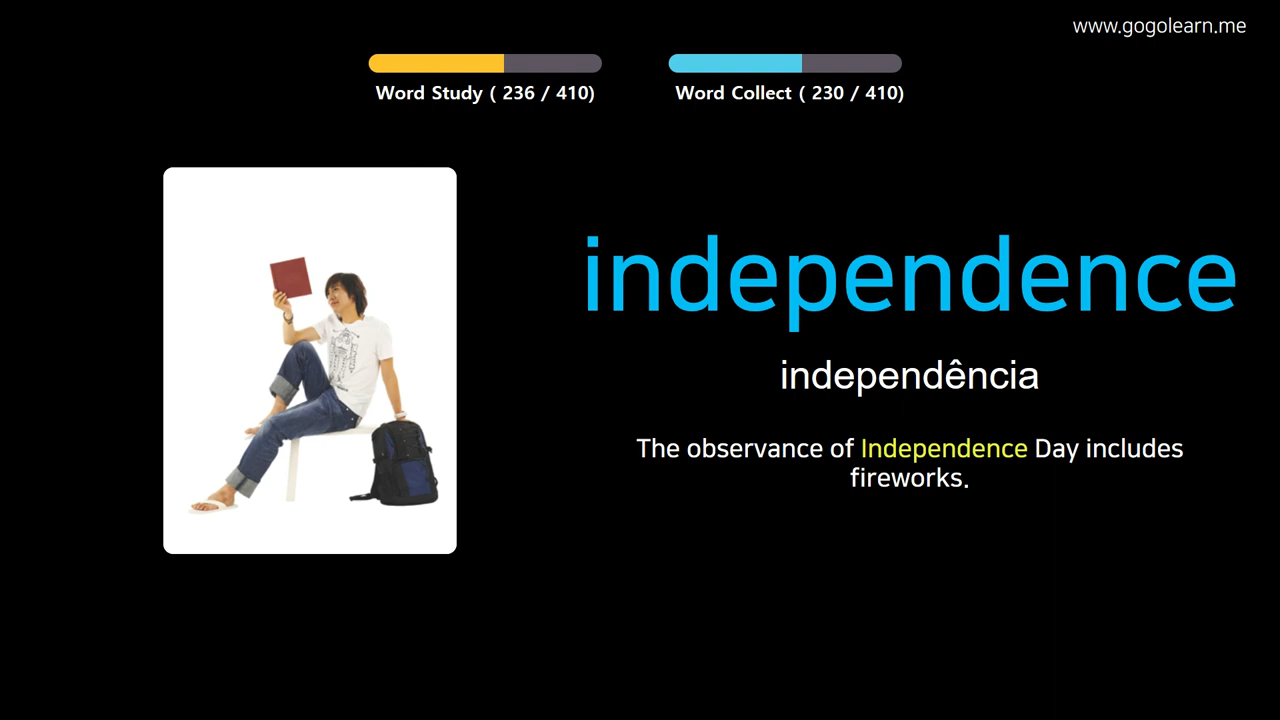 www.gogolearn.me
Word Study ( 236 / 410)
Word Collect ( 230 / 410)
independence
independência
The observance of Independence Day includes
fireworks.